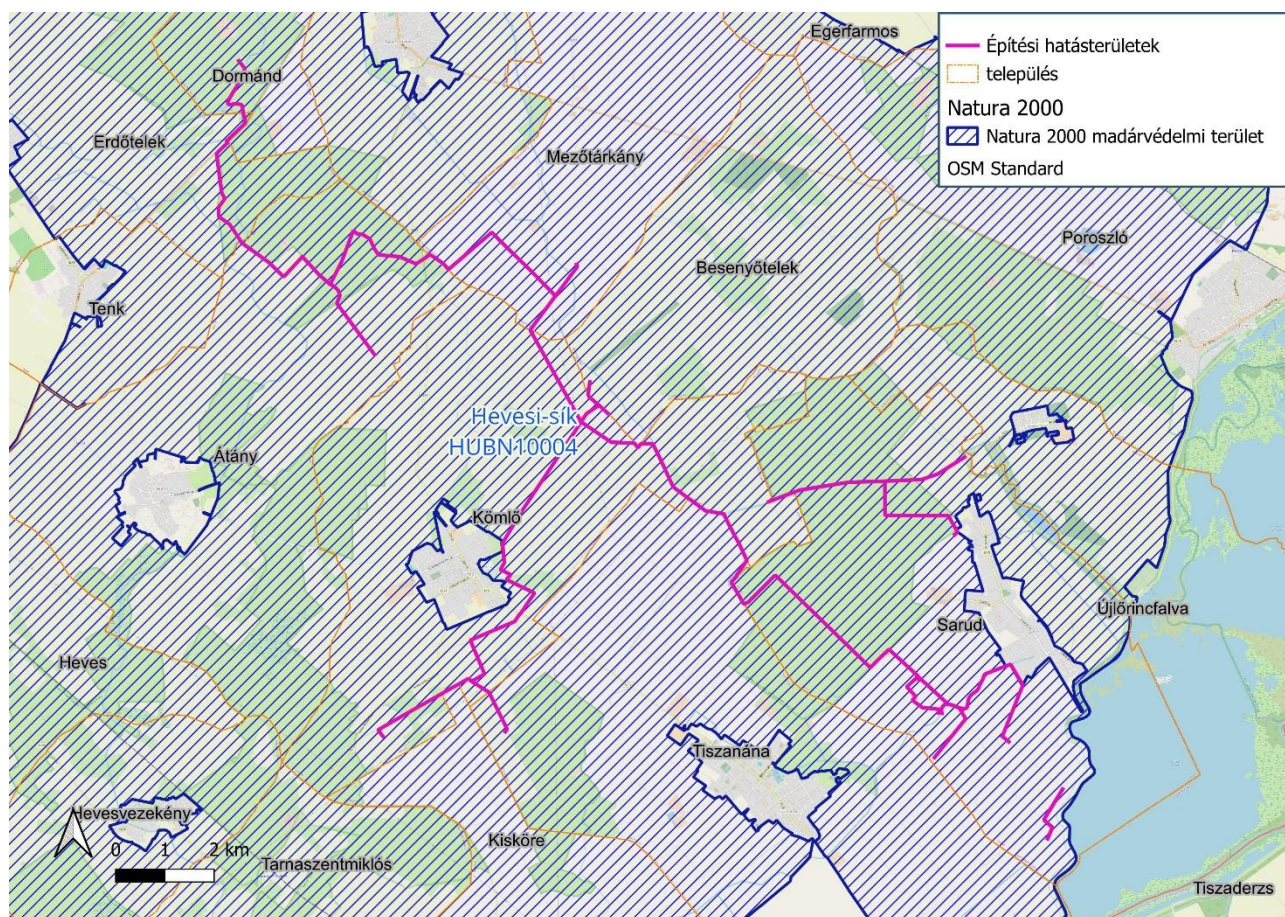 Építési hatásterületek
település
Natura 2000
Natura 2000 madárvédelmi terület
OSM Standard
Egerfarmos
Dormánd
Erdőtelek
Mezőtárkány
Poroszló
Besenyőtelek
Tenk
Hevesi-sík
HUBN10004
Átány
Kömlő
Újlőrincfalva
Sarud
Heves
Tiszanána
Hevesvezekény
Kisköre
Tarnaszentmiklós
Tiszaderzs
0 1 2 km